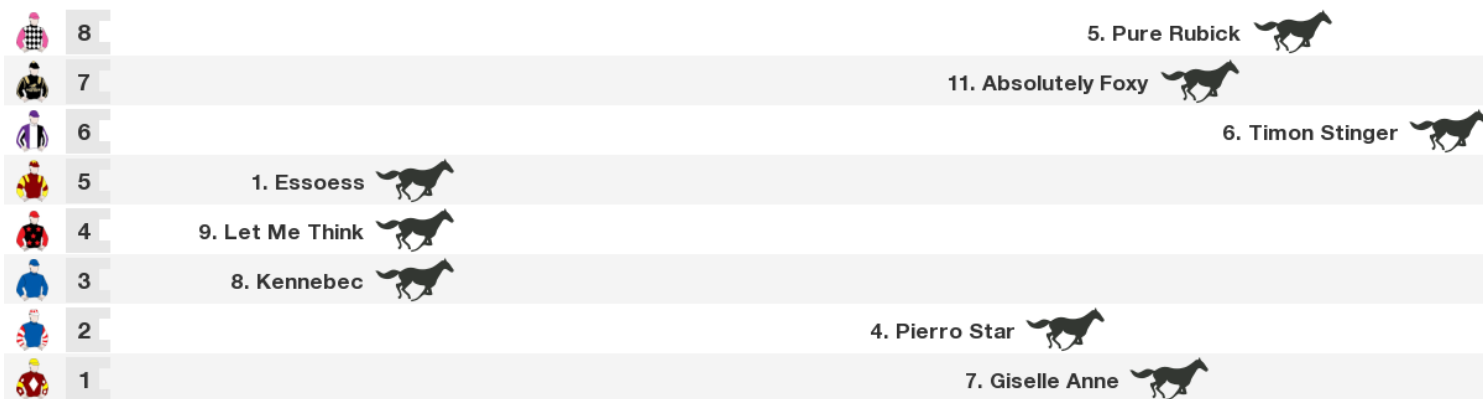 8 5. Pure Rubick
7 11. Absolutely Foxy
6 6. Timon Stinger
5 1. Essoess
4 9. Let Me Think
3 8. Kennebec
2 4. Pierro Star
1 7. Giselle Anne